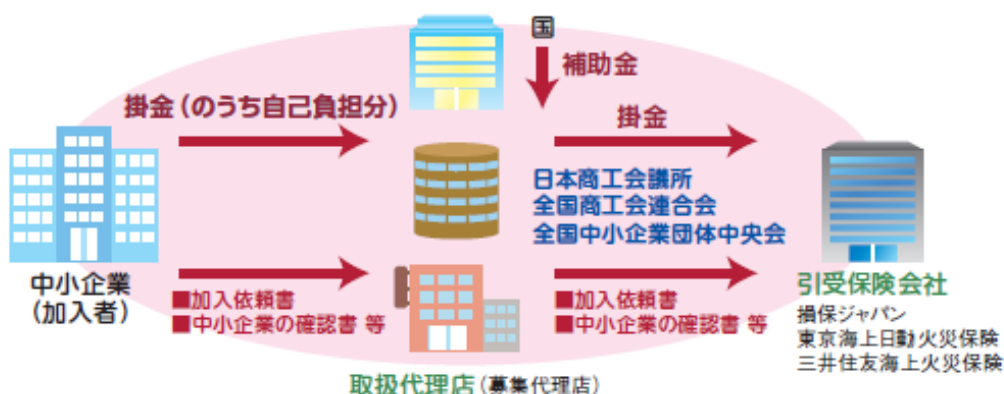 国
補助金
掛金(のうち自己負担分)
掛金
日本商工会議所
全国商工会連合会
全国中小企業団体中央会
中小企業
(加入者)
■加入依頼書
■中小企業の確認書 等
■加入依頼書
■中小企業の確認書 等
引受保険会社
損保ジャパン
東京海上日動火災保険
三井住友海上火災保険
取扱代理店(募集代理店)